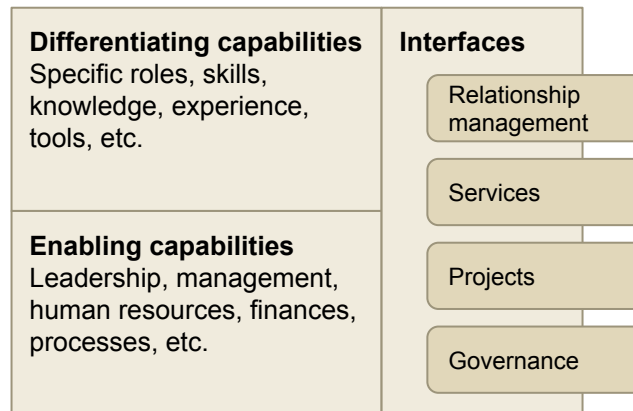 Differentiating capabilities
Specific roles, skills,
knowledge, experience,
tools, etc.
Enabling capabilities
Leadership, management,
human resources, finances,
processes, etc.
Interfaces
Relationship
management
Services
Projects
Governance